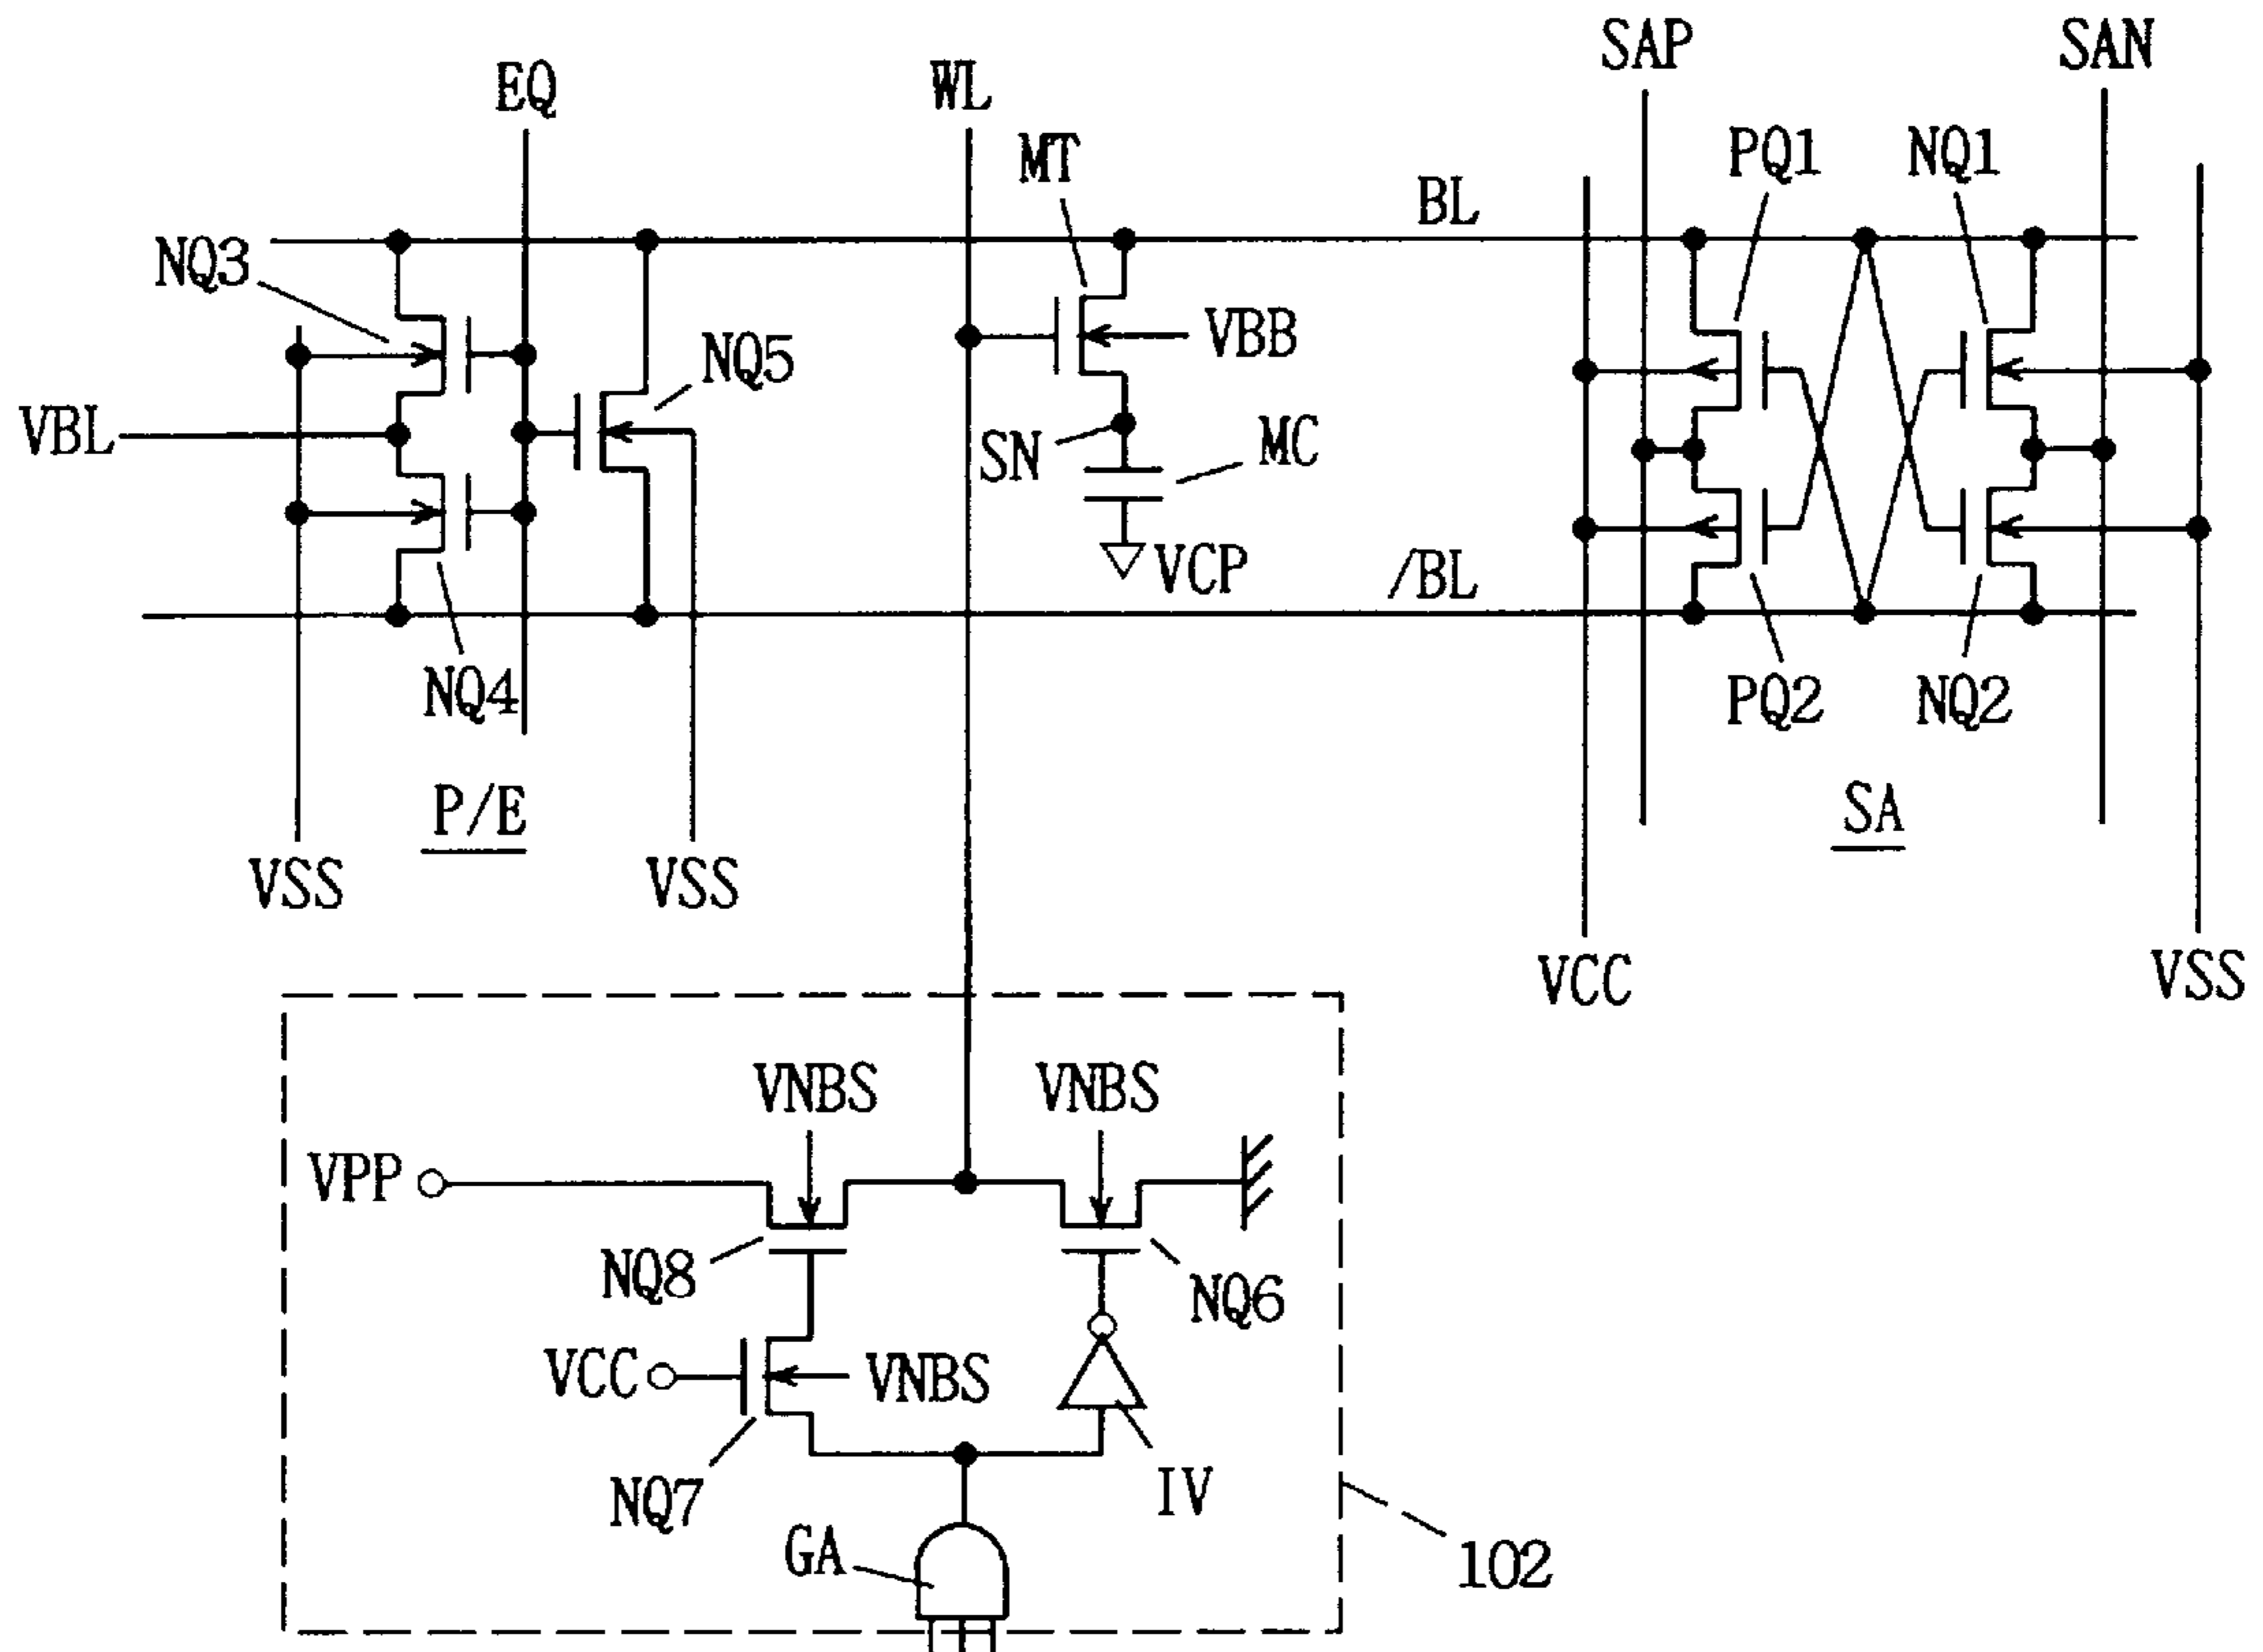 SAP
SAN
EQ
WL
MT
PQ1
NQ1
BL
NQ3
VBB
NQ5
VBL
SN
MC
VCP
/BL
NQ4
PQ2
NQ2
P/E
SA
VSS
VSS
VCC
VSS
VNBS
VNBS
VPP
NQ8
NQ6
VCC
VNBS
NQ7
IV
GA
102